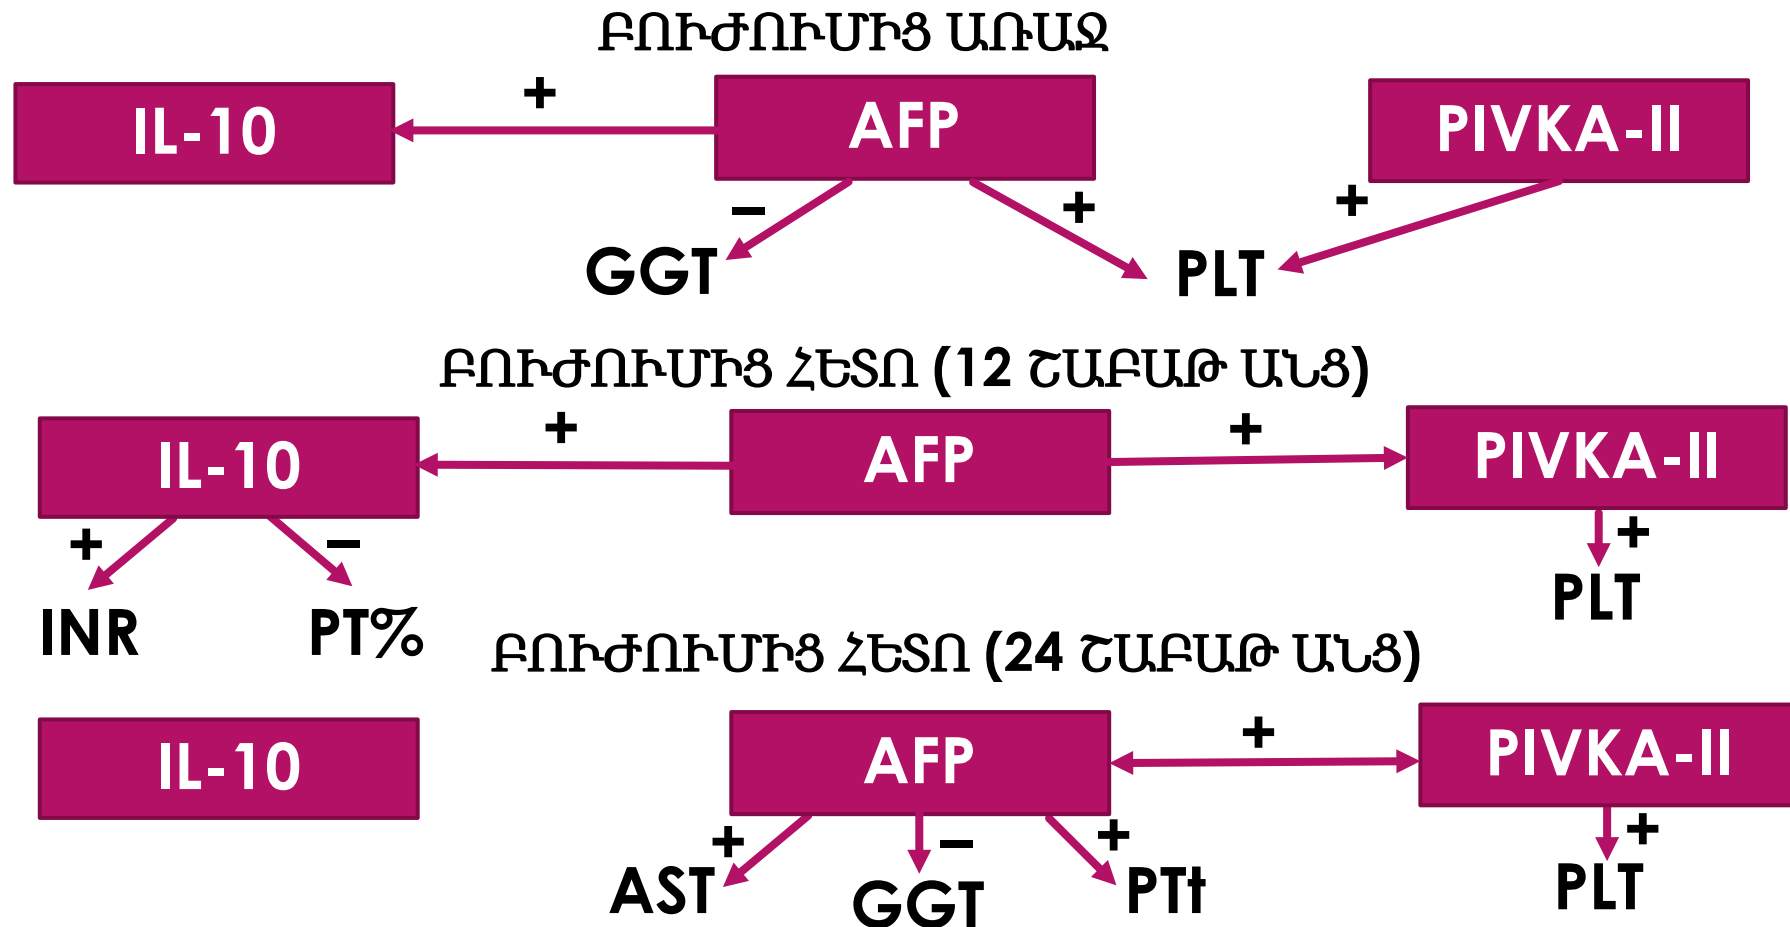 ԲՈՒԺՈՒՄԻՑ ԱՌԱՋ
+
IL-10 AFP PIVKA-II
– + +
GGT PLT
ԲՈՒԺՈՒՄԻՑ ՀԵՏՈ (12 ՇԱԲԱԹ ԱՆՑ)
+ +
IL-10 AFP PIVKA-II
+ – +
INR PT% PLT
ԲՈՒԺՈՒՄԻՑ ՀԵՏՈ (24 ՇԱԲԱԹ ԱՆՑ)
+
IL-10 AFP PIVKA-II
+ – + +
AST GGT PTt PLT